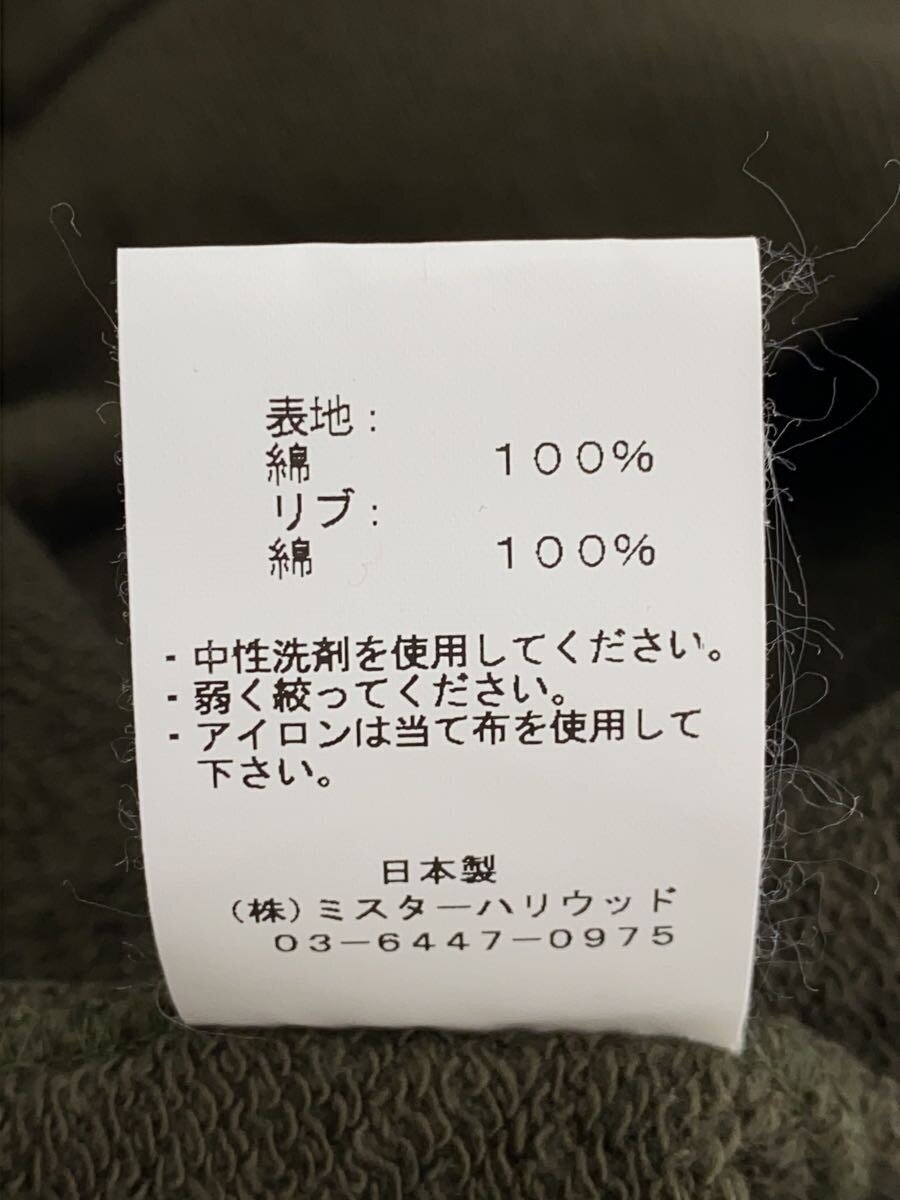 表地:
綿 100%
リブ:
綿 100%
・中性洗剤を使用してください。
・弱く絞ってください。
・アイロンは当て布を使用して
下さい。
日本製
(株)ミスターハリウッド
03-6447-0975